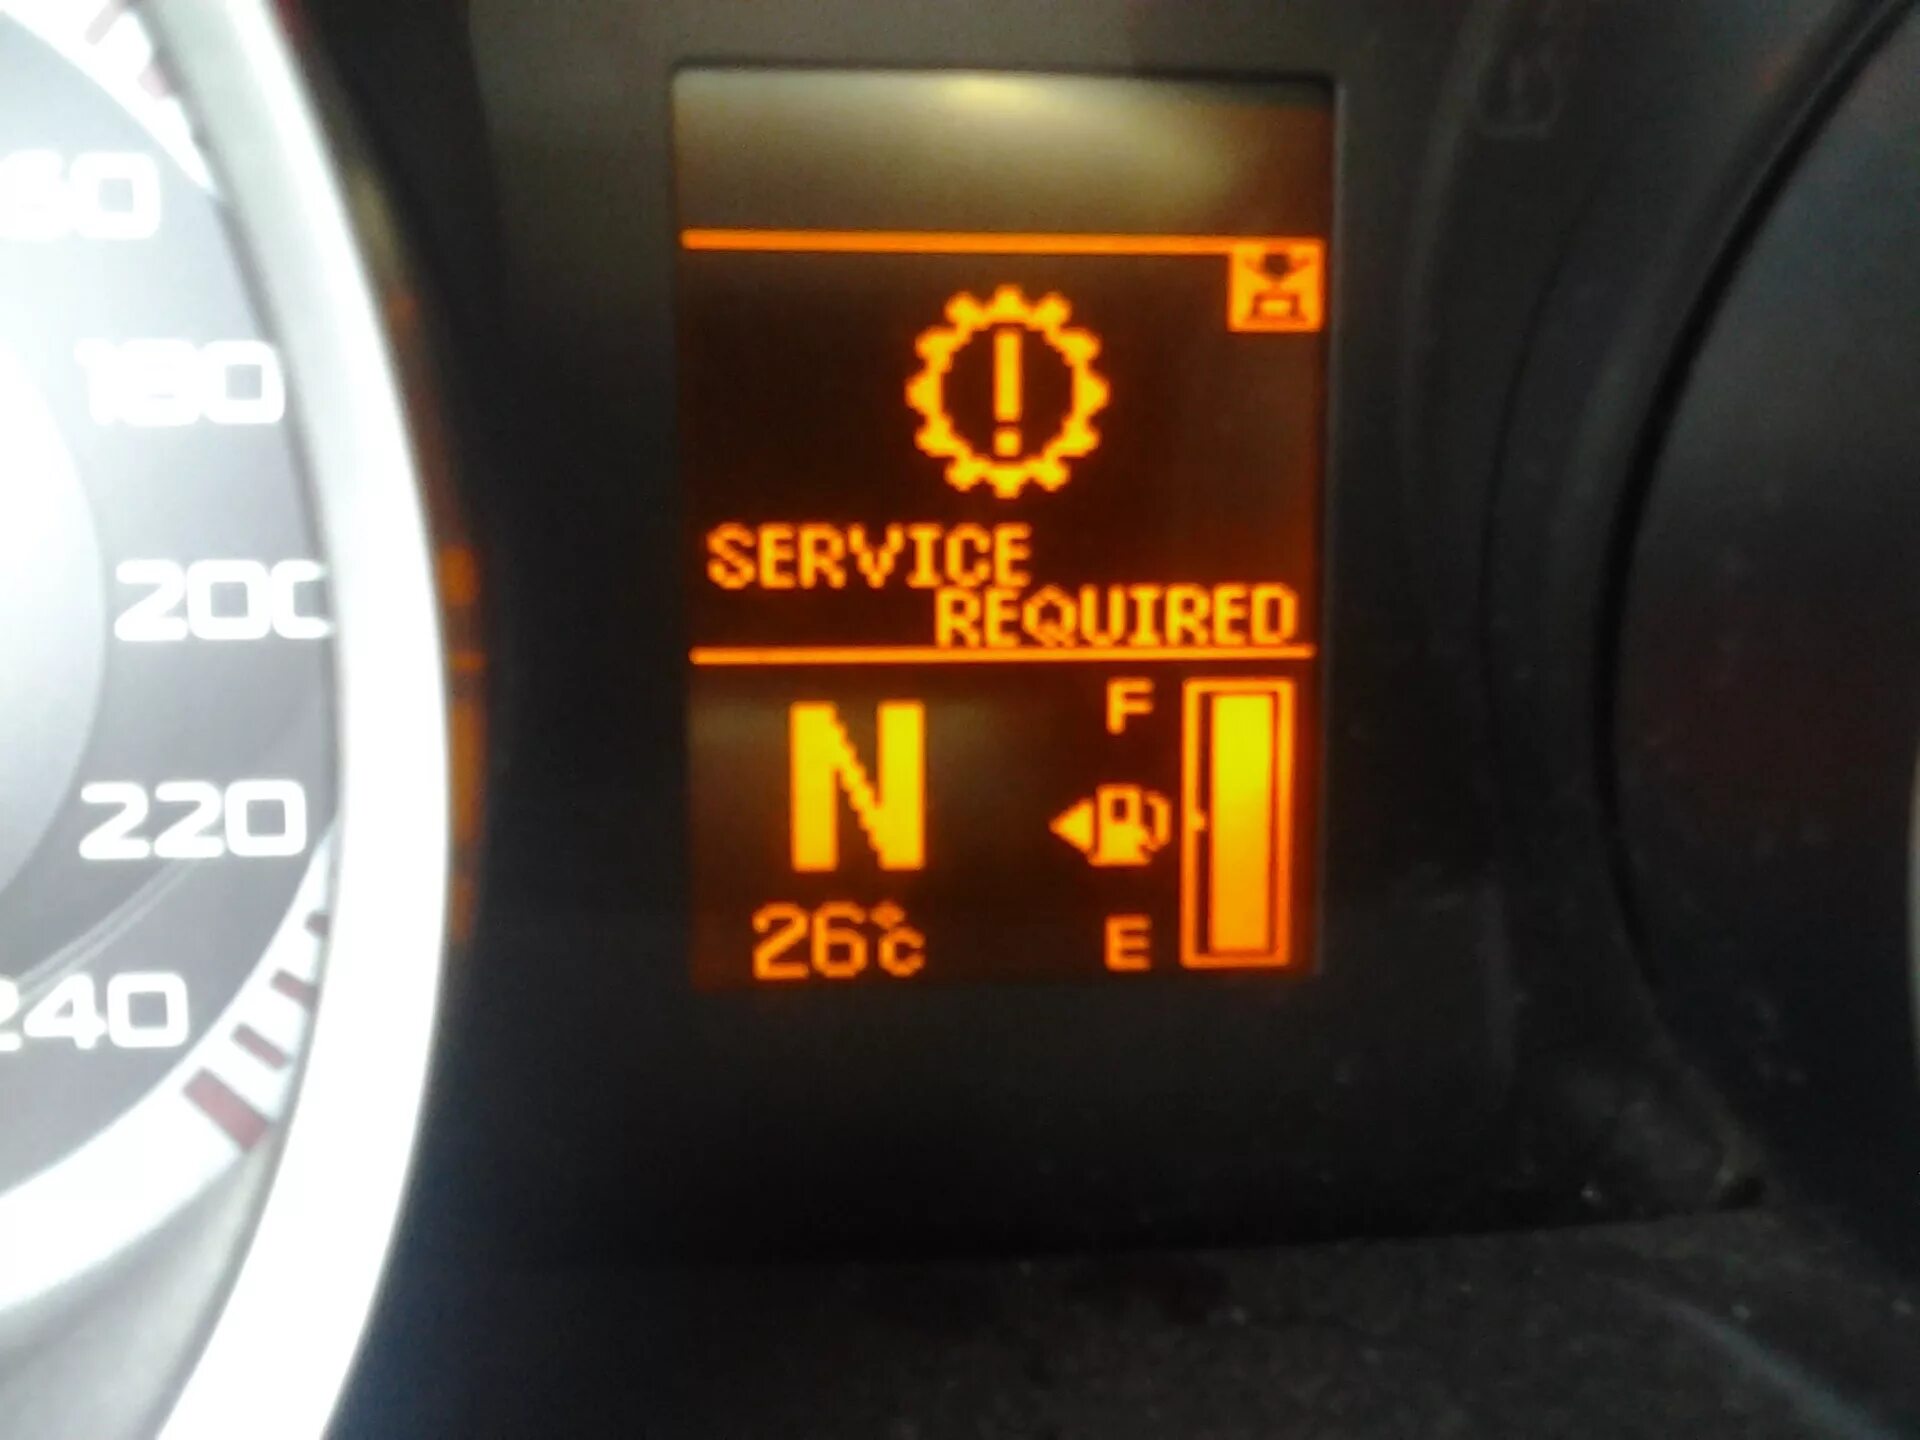 160
180
200
220
240
SERVICE
REQUIRED
N
F
26°C
E